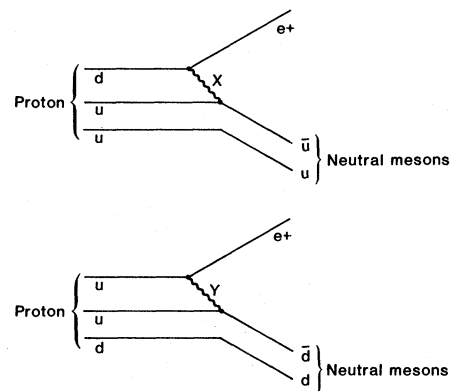 e+
d
X
Proton
u
u
ū
u
Neutral mesons
e+
u
Y
Proton
u
d
d̄
d
Neutral mesons